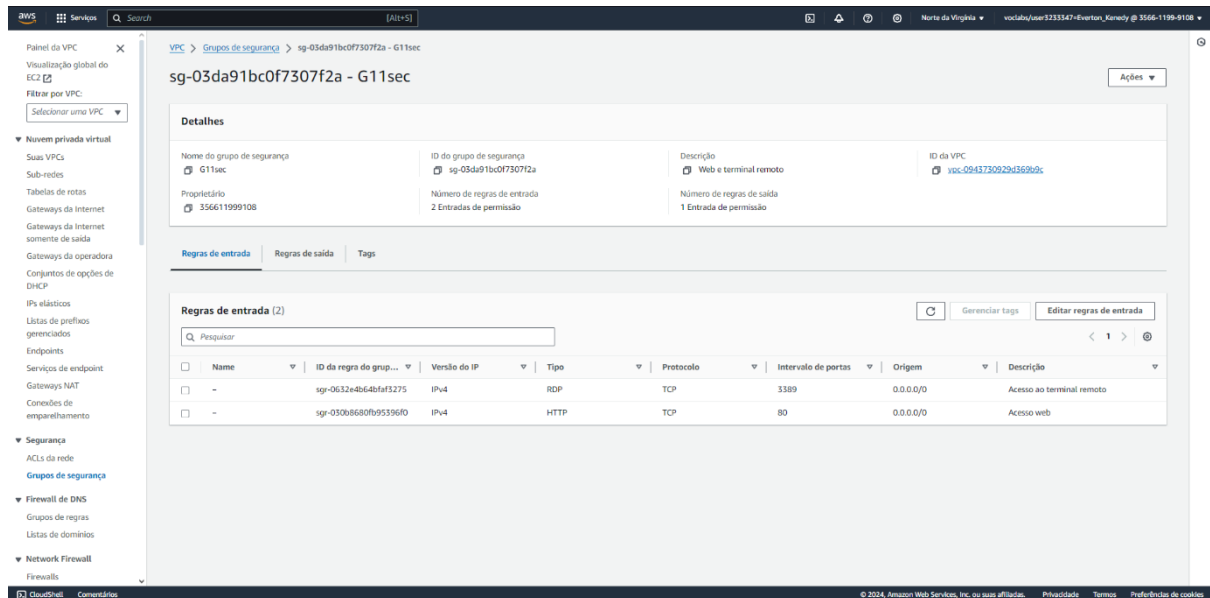 aws Serviços Search [Alt+S] Norte da Virgínia voclabs/user3233347=Everton_Kenedy @ 3566-1199-9108
Painel da VPC
Visualização global do
EC2
Filtrar por VPC:
Selecionar uma VPC
Nuvem privada virtual
Suas VPCs
Sub-redes
Tabelas de rotas
Gateways da Internet
Gateways da Internet
somente de saída
Gateways da operadora
Conjuntos de opções de
DHCP
IPs elásticos
Listas de prefixos
gerenciados
Endpoints
Serviços de endpoint
Gateways NAT
Conexões de
emparelhamento
Segurança
ACLs da rede
Grupos de segurança
Firewall de DNS
Grupos de regras
Listas de domínios
Network Firewall
Firewalls
VPC > Grupos de segurança > sg-03da91bc0f7307f2a - G11sec
sg-03da91bc0f7307f2a - G11sec Ações
Detalhes
Nome do grupo de segurança ID do grupo de segurança Descrição ID da VPC
G11sec sg-03da91bc0f7307f2a Web e terminal remoto vpc-0943730929d369b9c
Proprietário Número de regras de entrada Número de regras de saída
356611999108 2 Entradas de permissão 1 Entrada de permissão
Regras de entrada Regras de saída Tags
Regras de entrada (2) Gerenciar tags Editar regras de entrada
Pesquisar < 1 >
Name ID da regra do grup... Versão do IP Tipo Protocolo Intervalo de portas Origem Descrição
– sgr-0632e4b64bfaf3275 IPv4 RDP TCP 3389 0.0.0.0/0 Acesso ao terminal remoto
– sgr-030b8680fb95396f0 IPv4 HTTP TCP 80 0.0.0.0/0 Acesso web
CloudShell Comentários © 2024, Amazon Web Services, Inc. ou suas afiliadas. Privacidade Termos Preferências de cookies